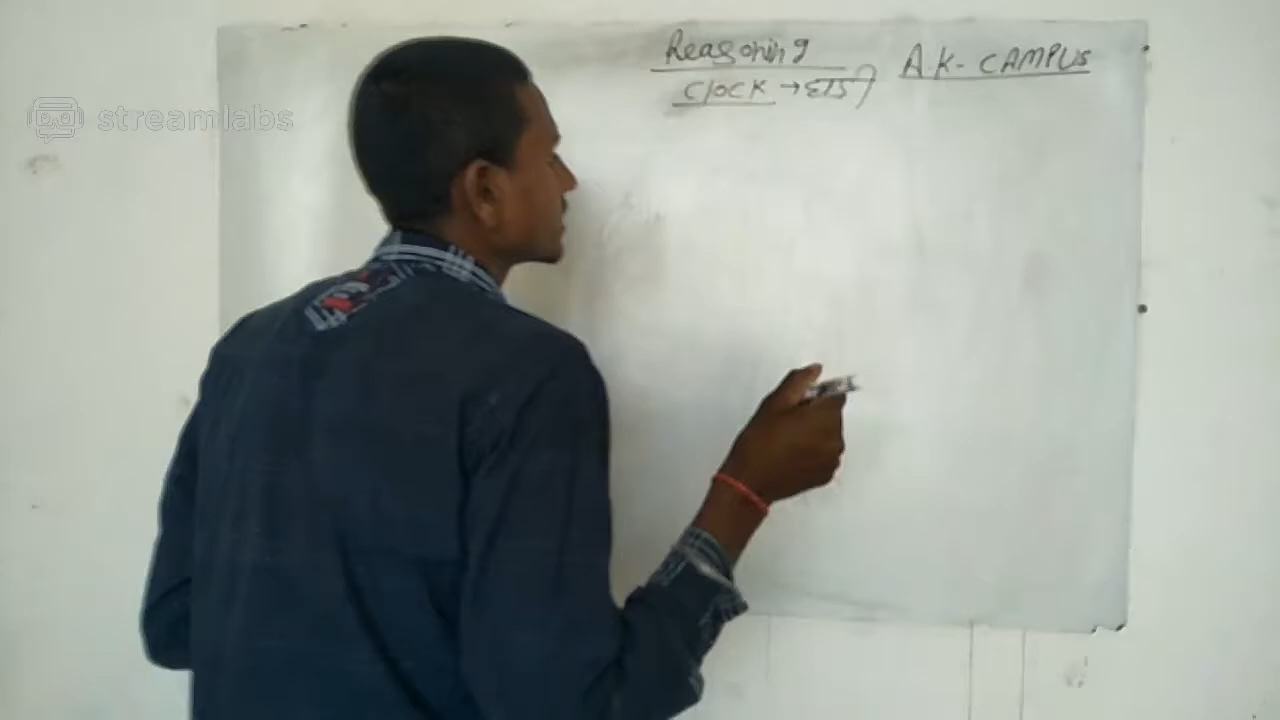 streamlabs
Reasoning
Clock → घड़ी
A.K- CAMPUS